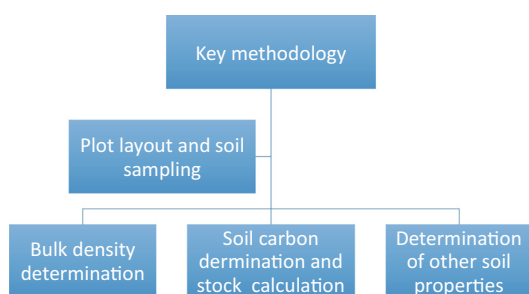 Key methodology
Plot layout and soil
sampling
Bulk density
determination
Soil carbon
dermination and
stock calculation
Determination
of other soil
properties